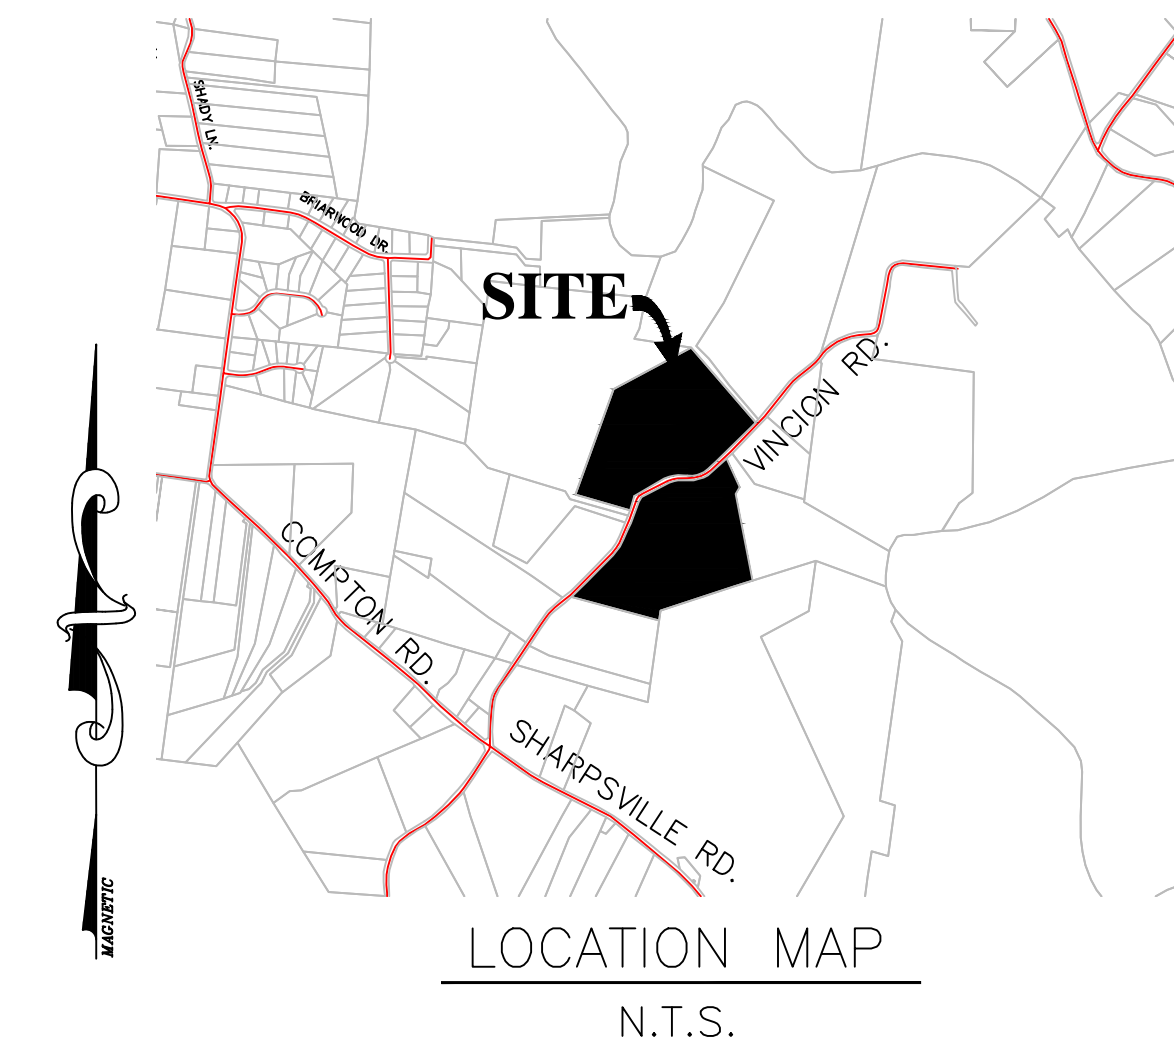 SHADY LN.
BRIARWOOD DR.
SITE
VINCION RD.
COMPTON RD.
SHARPSVILLE RD.
MAGNETIC
LOCATION MAP
N.T.S.